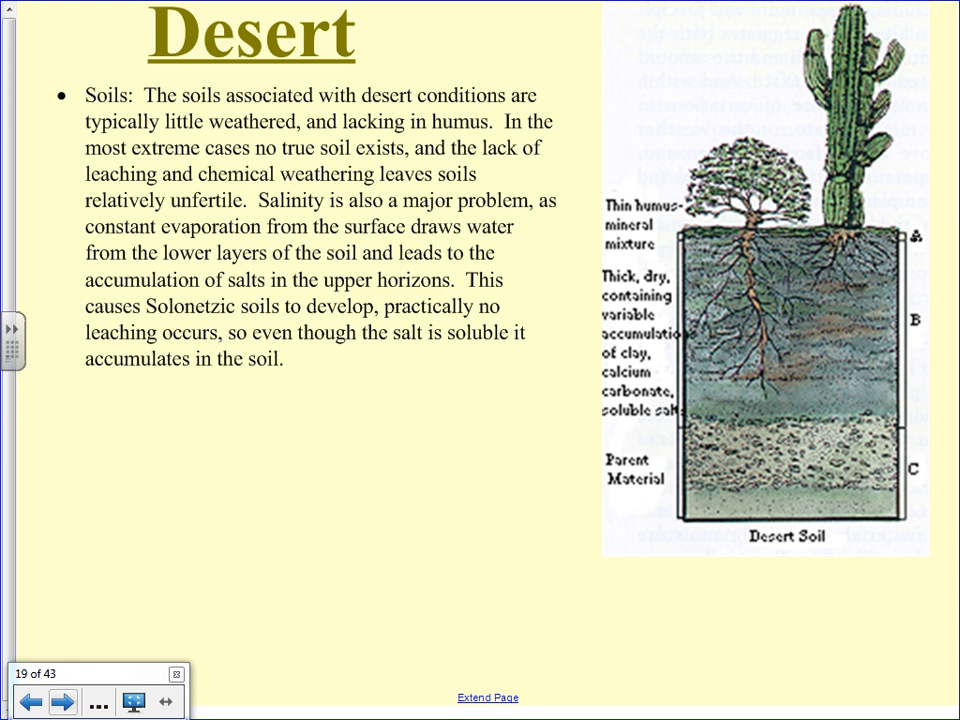 Desert
• Soils: The soils associated with desert conditions are
typically little weathered, and lacking in humus. In the
most extreme cases no true soil exists, and the lack of
leaching and chemical weathering leaves soils
relatively unfertile. Salinity is also a major problem, as
constant evaporation from the surface draws water
from the lower layers of the soil and leads to the
accumulation of salts in the upper horizons. This
causes Solonetzic soils to develop, practically no
leaching occurs, so even though the salt is soluble it
accumulates in the soil.
Thin humus-
mineral
mixture
Thick, dry,
containing
variable
accumulation
of clay,
calcium
carbonate,
soluble salt
Parent
Material
A
B
C
Desert Soil
19 of 43
...
Extend Page